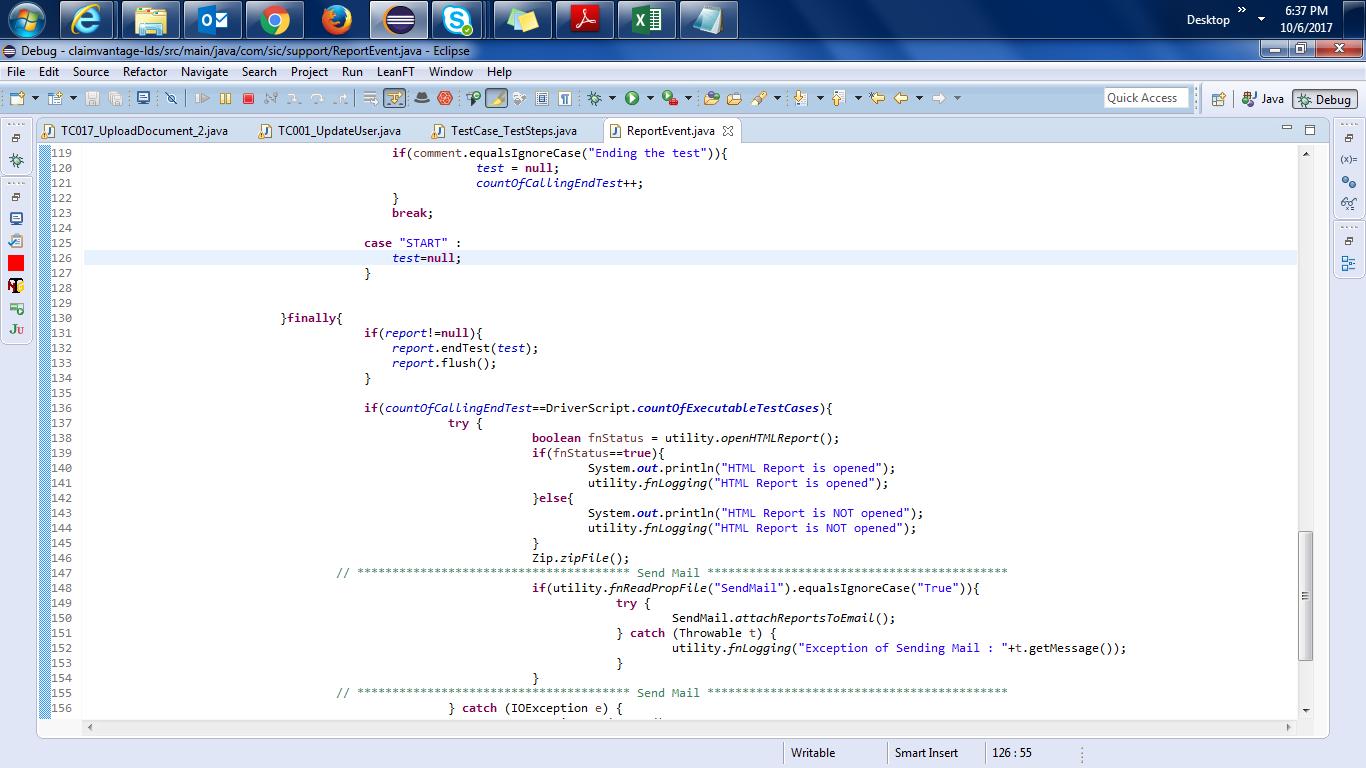 6:37 PM
Desktop
10/6/2017
Debug - claimvantage-lds/src/main/java/com/sic/support/ReportEvent.java - Eclipse
File Edit Source Refactor Navigate Search Project Run LeanFT Window Help
Quick Access Java Debug
TC017_UploadDocument_2.java TC001_UpdateUser.java TestCase_TestSteps.java ReportEvent.java
119 if(comment.equalsIgnoreCase("Ending the test")){
120 test = null;
121 countOfCallingEndTest++;
122 }
123 break;
124
125 case "START" :
126 test=null;
127 }
128
129
130 }finally{
131 if(report!=null){
132 report.endTest(test);
133 report.flush();
134 }
135
136 if(countOfCallingEndTest==DriverScript.countOfExecutableTestCases){
137 try {
138 boolean fnStatus = utility.openHTMLReport();
139 if(fnStatus==true){
140 System.out.println("HTML Report is opened");
141 utility.fnLogging("HTML Report is opened");
142 }else{
143 System.out.println("HTML Report is NOT opened");
144 utility.fnLogging("HTML Report is NOT opened");
145 }
146 Zip.zipFile();
147 // *************************************** Send Mail *******************************************
148 if(utility.fnReadPropFile("SendMail").equalsIgnoreCase("True")){
149 try {
150 SendMail.attachReportsToEmail();
151 } catch (Throwable t) {
152 utility.fnLogging("Exception of Sending Mail : "+t.getMessage());
153 }
154 }
155 // *************************************** Send Mail *******************************************
156 } catch (IOException e) {
Writable Smart Insert 126 : 55